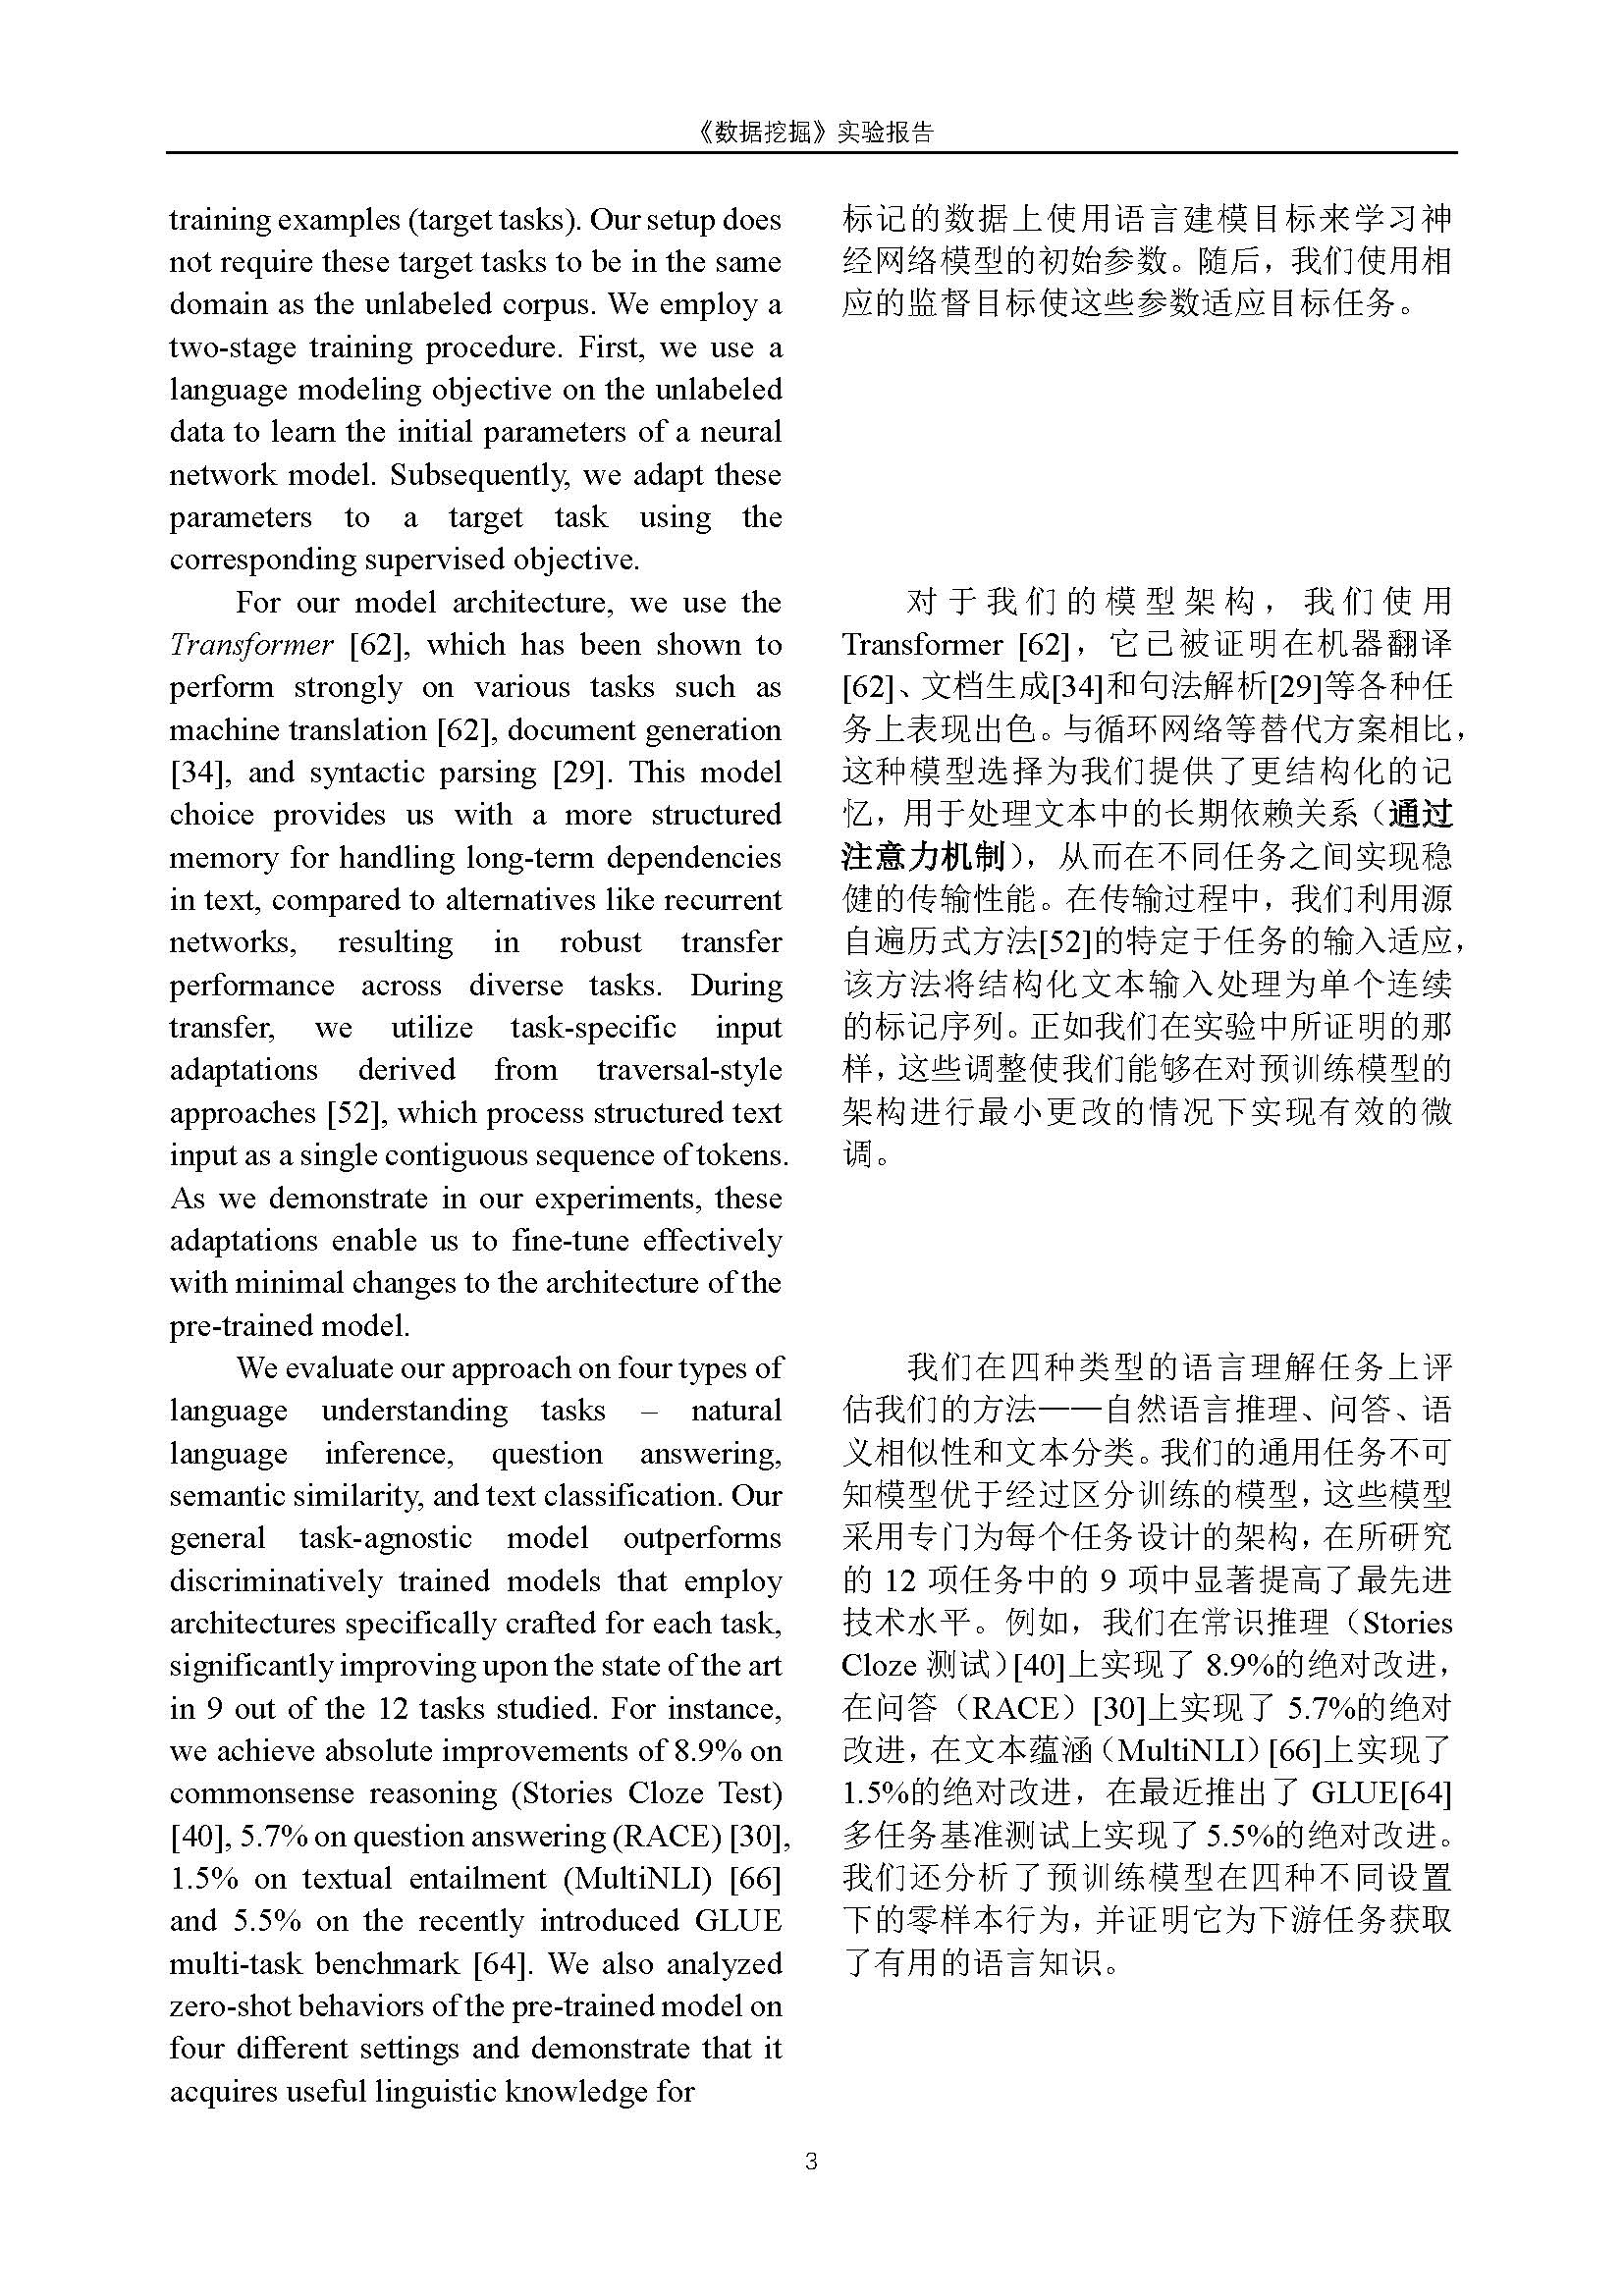 《数据挖掘》实验报告
training examples (target tasks). Our setup does
not require these target tasks to be in the same
domain as the unlabeled corpus. We employ a
two-stage training procedure. First, we use a
language modeling objective on the unlabeled
data to learn the initial parameters of a neural
network model. Subsequently, we adapt these
parameters to a target task using the
corresponding supervised objective.
For our model architecture, we use the
Transformer [62], which has been shown to
perform strongly on various tasks such as
machine translation [62], document generation
[34], and syntactic parsing [29]. This model
choice provides us with a more structured
memory for handling long-term dependencies
in text, compared to alternatives like recurrent
networks, resulting in robust transfer
performance across diverse tasks. During
transfer, we utilize task-specific input
adaptations derived from traversal-style
approaches [52], which process structured text
input as a single contiguous sequence of tokens.
As we demonstrate in our experiments, these
adaptations enable us to fine-tune effectively
with minimal changes to the architecture of the
pre-trained model.
We evaluate our approach on four types of
language understanding tasks – natural
language inference, question answering,
semantic similarity, and text classification. Our
general task-agnostic model outperforms
discriminatively trained models that employ
architectures specifically crafted for each task,
significantly improving upon the state of the art
in 9 out of the 12 tasks studied. For instance,
we achieve absolute improvements of 8.9% on
commonsense reasoning (Stories Cloze Test)
[40], 5.7% on question answering (RACE) [30],
1.5% on textual entailment (MultiNLI) [66]
and 5.5% on the recently introduced GLUE
multi-task benchmark [64]. We also analyzed
zero-shot behaviors of the pre-trained model on
four different settings and demonstrate that it
acquires useful linguistic knowledge for
标记的数据上使用语言建模目标来学习神
经网络模型的初始参数。随后，我们使用相
应的监督目标使这些参数适应目标任务。
对于我们的模型架构，我们使用
Transformer [62]，它已被证明在机器翻译
[62]、文档生成[34]和句法解析[29]等各种任
务上表现出色。与循环网络等替代方案相比，
这种模型选择为我们提供了更结构化的记
忆，用于处理文本中的长期依赖关系（通过
注意力机制），从而在不同任务之间实现稳
健的传输性能。在传输过程中，我们利用源
自遍历式方法[52]的特定于任务的输入适应，
该方法将结构化文本输入处理为单个连续
的标记序列。正如我们在实验中所证明的那
样，这些调整使我们能够在对预训练模型的
架构进行最小更改的情况下实现有效的微
调。
我们在四种类型的语言理解任务上评
估我们的方法——自然语言推理、问答、语
义相似性和文本分类。我们的通用任务不可
知模型优于经过区分训练的模型，这些模型
采用专门为每个任务设计的架构，在所研究
的 12 项任务中的 9 项中显著提高了最先进
技术水平。例如，我们在常识推理（Stories
Cloze 测试）[40]上实现了 8.9%的绝对改进，
在问答（RACE）[30]上实现了 5.7%的绝对
改进，在文本蕴涵（MultiNLI）[66]上实现了
1.5%的绝对改进，在最近推出了 GLUE[64]
多任务基准测试上实现了 5.5%的绝对改进。
我们还分析了预训练模型在四种不同设置
下的零样本行为，并证明它为下游任务获取
了有用的语言知识。
3